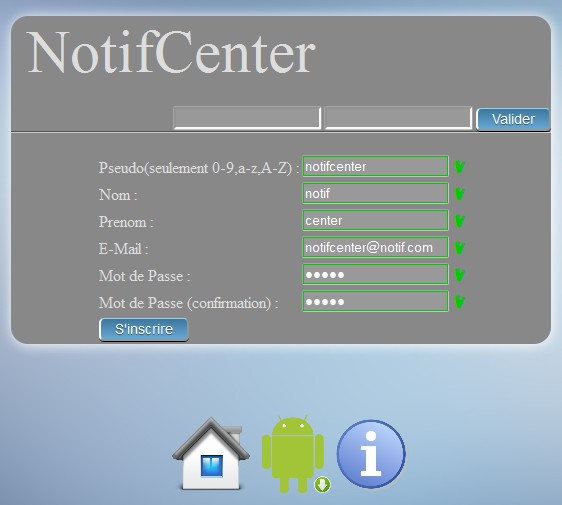 NotifCenter
Valider
Pseudo(seulement 0-9,a-z,A-Z) : notifcenter
Nom : notif
Prenom : center
E-Mail : notifcenter@notif.com
Mot de Passe : ●●●●●
Mot de Passe (confirmation) : ●●●●●
S'inscrire